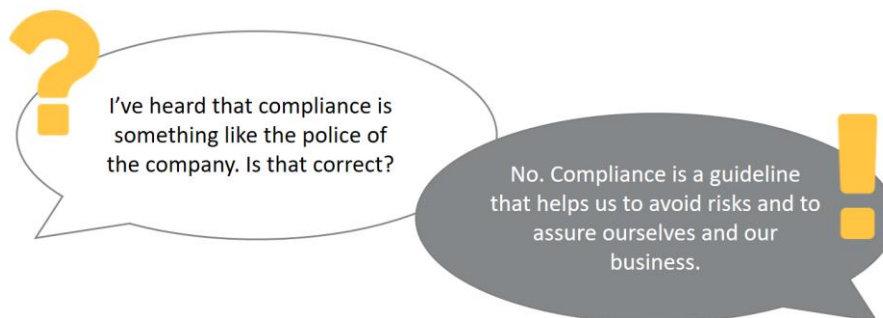 ?
I’ve heard that compliance is
something like the police of
the company. Is that correct?
!
No. Compliance is a guideline
that helps us to avoid risks and to
assure ourselves and our
business.